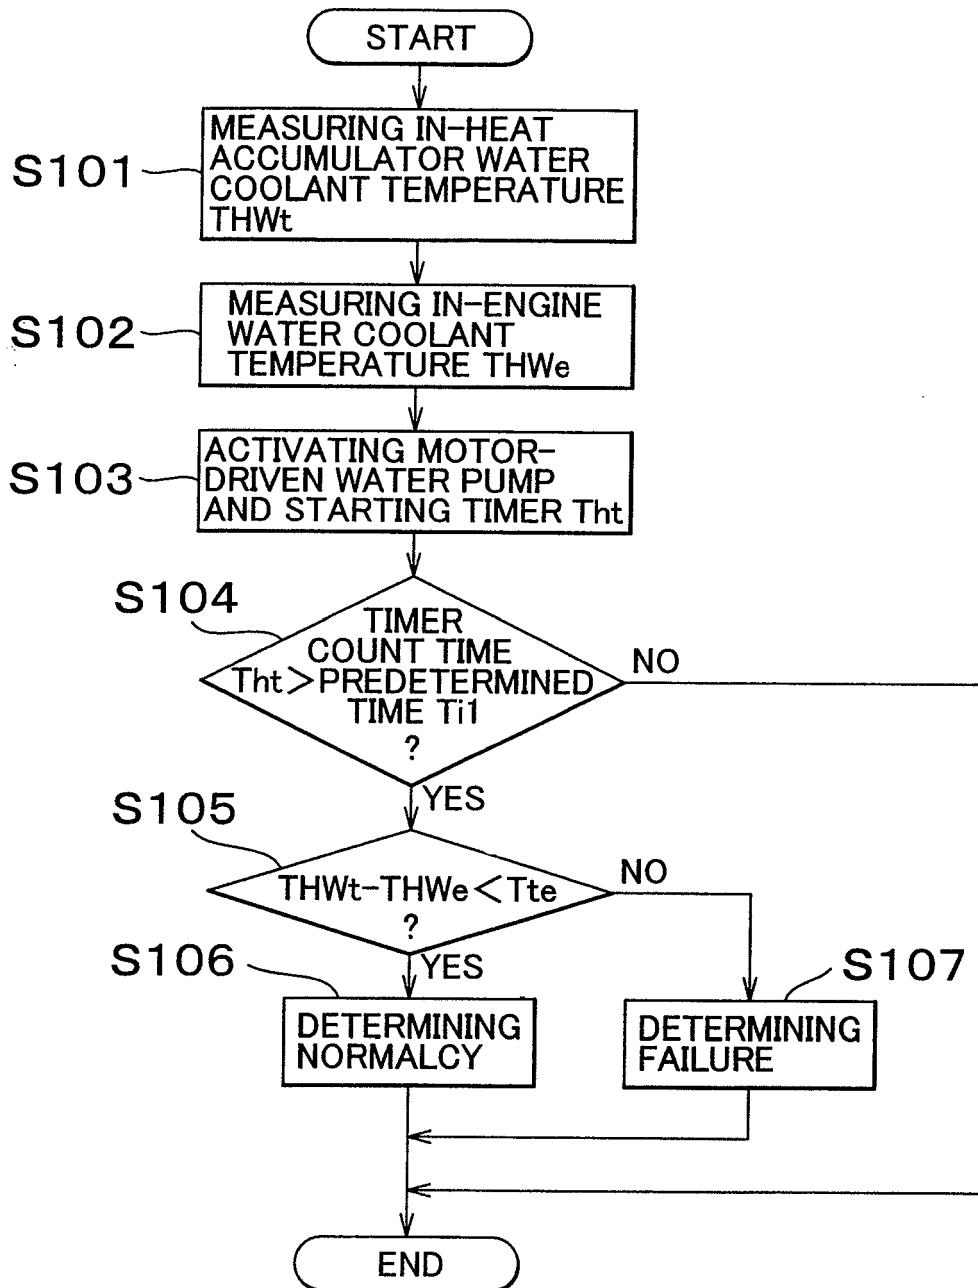 START
S101
MEASURING IN-HEAT
ACCUMULATOR WATER
COOLANT TEMPERATURE
THWt
S102
MEASURING IN-ENGINE
WATER COOLANT
TEMPERATURE THWe
S103
ACTIVATING MOTOR-
DRIVEN WATER PUMP
AND STARTING TIMER Tht
S104
TIMER
COUNT TIME
Tht>PREDETERMINED
TIME Ti1
?
NO
YES
S105
THWt-THWe<Tte
?
NO
YES
S106
DETERMINING
NORMALCY
S107
DETERMINING
FAILURE
END